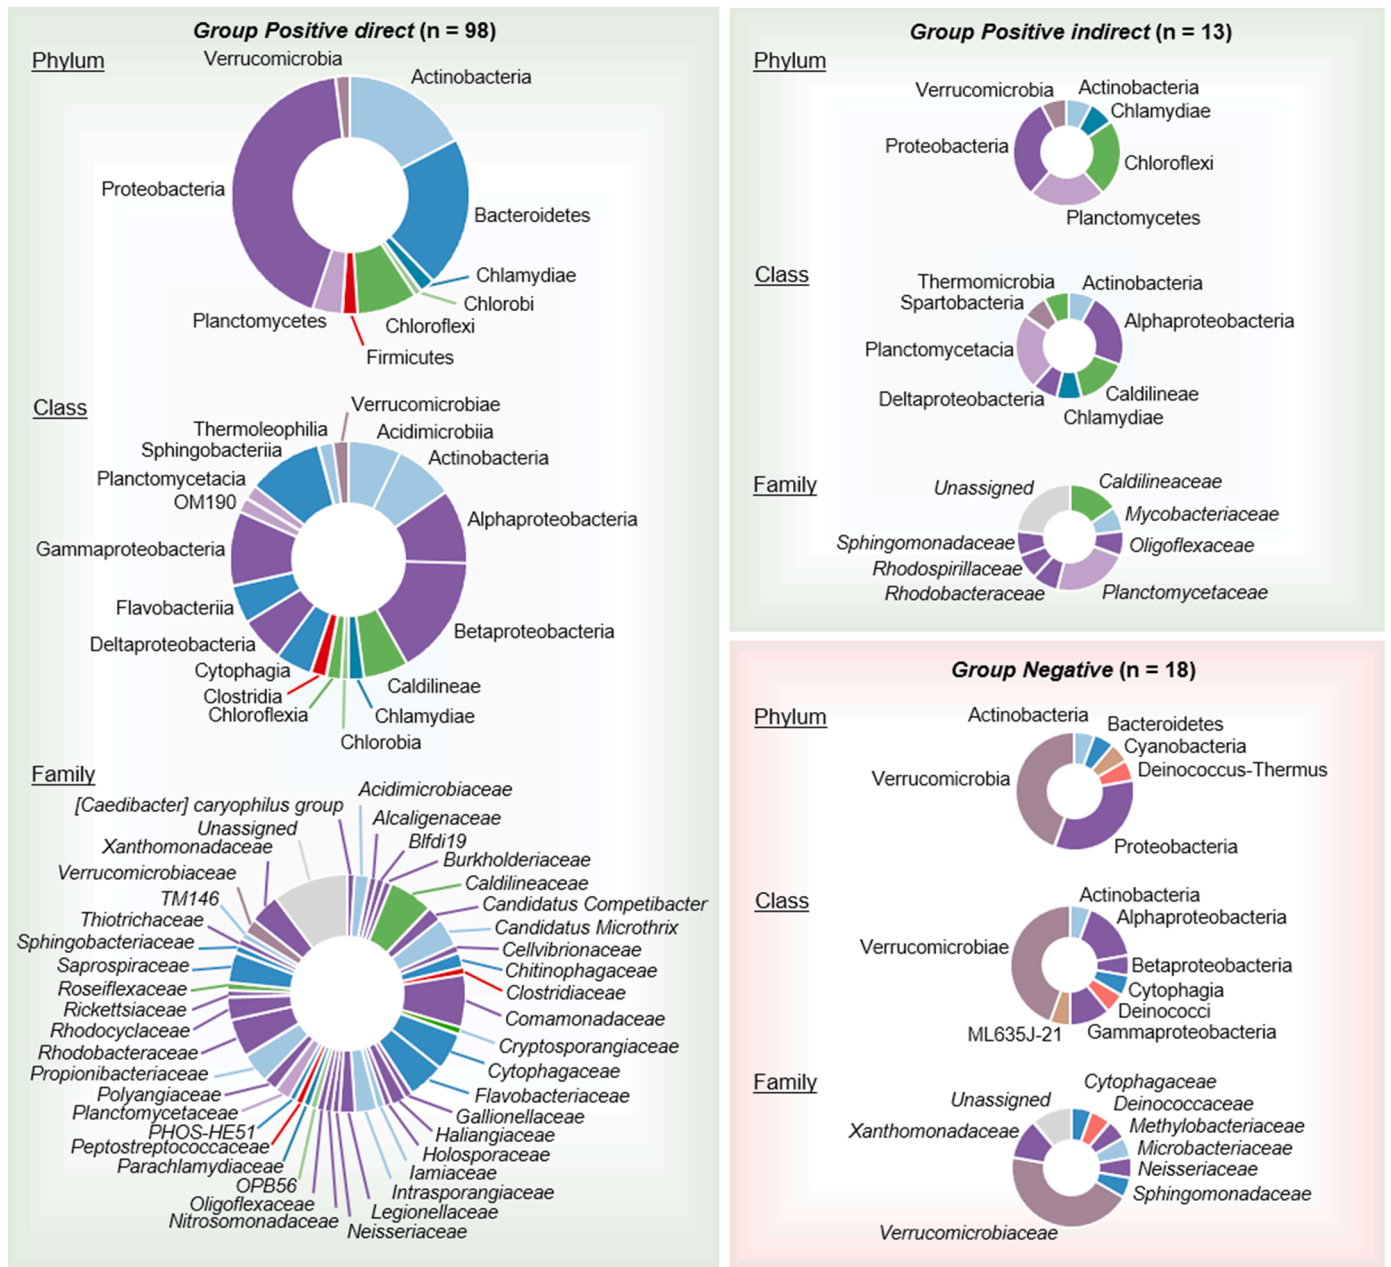 Group Positive direct (n = 98)
Phylum
Verrucomicrobia
Actinobacteria
Proteobacteria
Bacteroidetes
Chlamydiae
Chlorobi
Planctomycetes
Chloroflexi
Firmicutes
Class
Verrucomicrobiae
Thermoleophilia
Acidimicrobiia
Sphingobacteriia
Actinobacteria
Planctomycetacia
OM190
Alphaproteobacteria
Gammaproteobacteria
Flavobacteriia
Betaproteobacteria
Deltaproteobacteria
Cytophagia
Caldilineae
Clostridia
Chloroflexia
Chlamydiae
Chlorobia
Family
Acidimicrobiaceae
[Caedibacter] caryophilus group
Alcaligenaceae
Unassigned
Blfdi19
Xanthomonadaceae
Burkholderiaceae
Verrucomicrobiaceae
Caldilineaceae
TM146
Candidatus Competibacter
Thiotrichaceae
Candidatus Microthrix
Sphingobacteriaceae
Cellvibrionaceae
Saprospiraceae
Chitinophagaceae
Roseiflexaceae
Clostridiaceae
Rickettsiaceae
Comamonadaceae
Rhodocyclaceae
Rhodobacteraceae
Cryptosporangiaceae
Propionibacteriaceae
Cytophagaceae
Polyangiaceae
Flavobacteriaceae
Planctomycetaceae
Gallionellaceae
PHOS-HE51
Haliangiaceae
Peptostreptococcaceae
Holosporaceae
Parachlamydiaceae
Iamiaceae
OPB56
Intrasporangiaceae
Oligoflexaceae
Legionellaceae
Nitrosomonadaceae
Neisseriaceae
Group Positive indirect (n = 13)
Phylum
Verrucomicrobia
Actinobacteria
Chlamydiae
Proteobacteria
Chloroflexi
Planctomycetes
Class
Thermomicrobia
Actinobacteria
Spartobacteria
Alphaproteobacteria
Planctomycetacia
Deltaproteobacteria
Caldilineae
Chlamydiae
Family
Unassigned
Caldilineaceae
Mycobacteriaceae
Sphingomonadaceae
Oligoflexaceae
Rhodospirillaceae
Rhodobacteraceae
Planctomycetaceae
Group Negative (n = 18)
Phylum
Actinobacteria
Bacteroidetes
Cyanobacteria
Verrucomicrobia
Deinococcus-Thermus
Proteobacteria
Class
Actinobacteria
Alphaproteobacteria
Verrucomicrobiae
Betaproteobacteria
Cytophagia
Deinococci
ML635J-21
Gammaproteobacteria
Family
Cytophagaceae
Unassigned
Deinococcaceae
Xanthomonadaceae
Methylobacteriaceae
Microbacteriaceae
Neisseriaceae
Sphingomonadaceae
Verrucomicrobiaceae